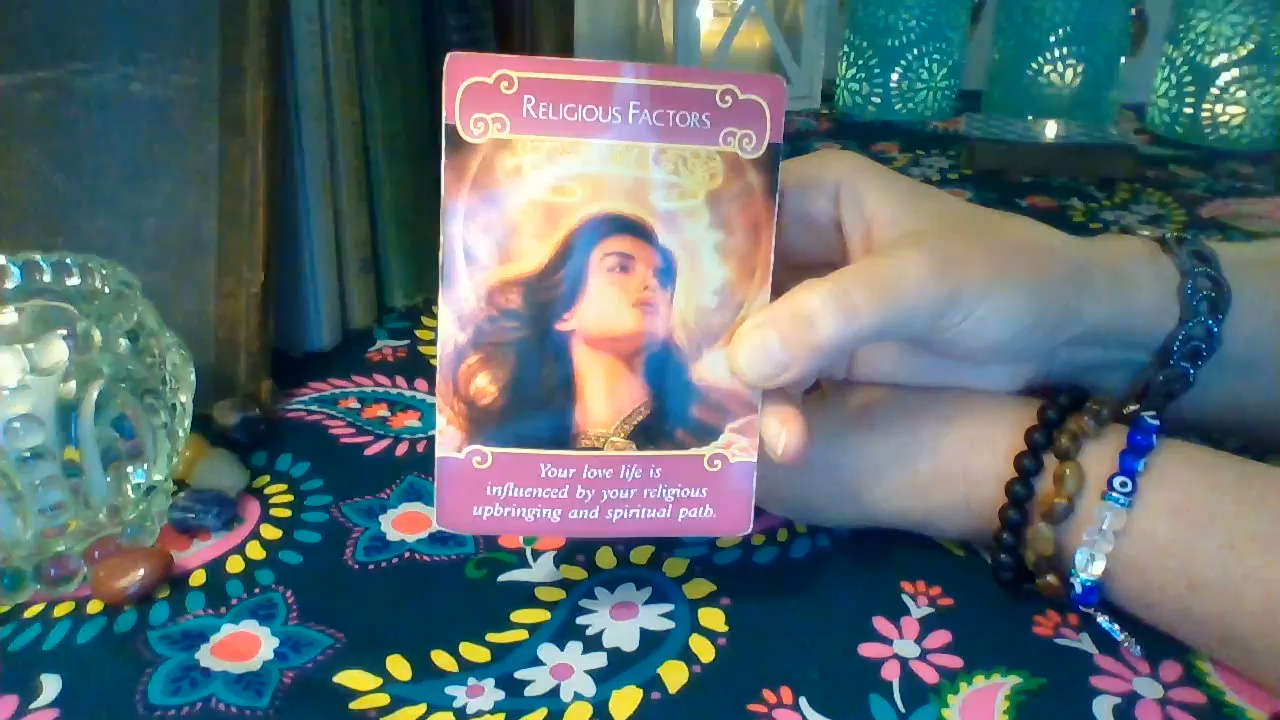 RELIGIOUS FACTORS
Your love life is
influenced by your religious
upbringing and spiritual path.